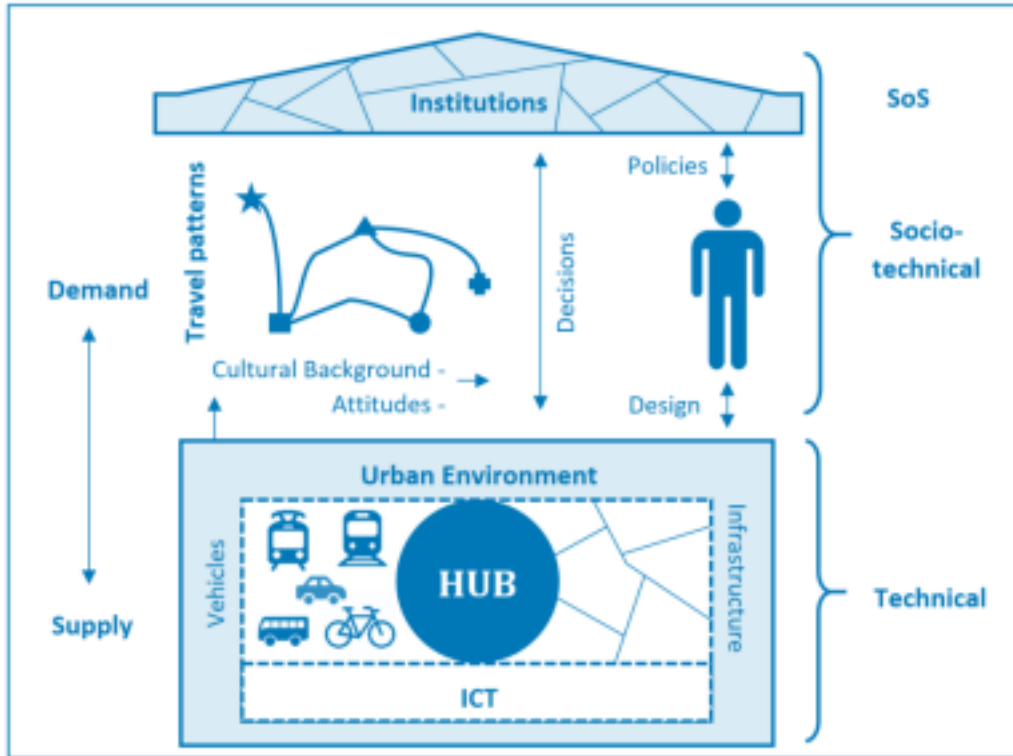 Institutions
SoS
Policies
Travel patterns
Decisions
Socio-
technical
Demand
Cultural Background -
Attitudes -
Design
Urban Environment
Vehicles
HUB
Infrastructure
Technical
Supply
ICT